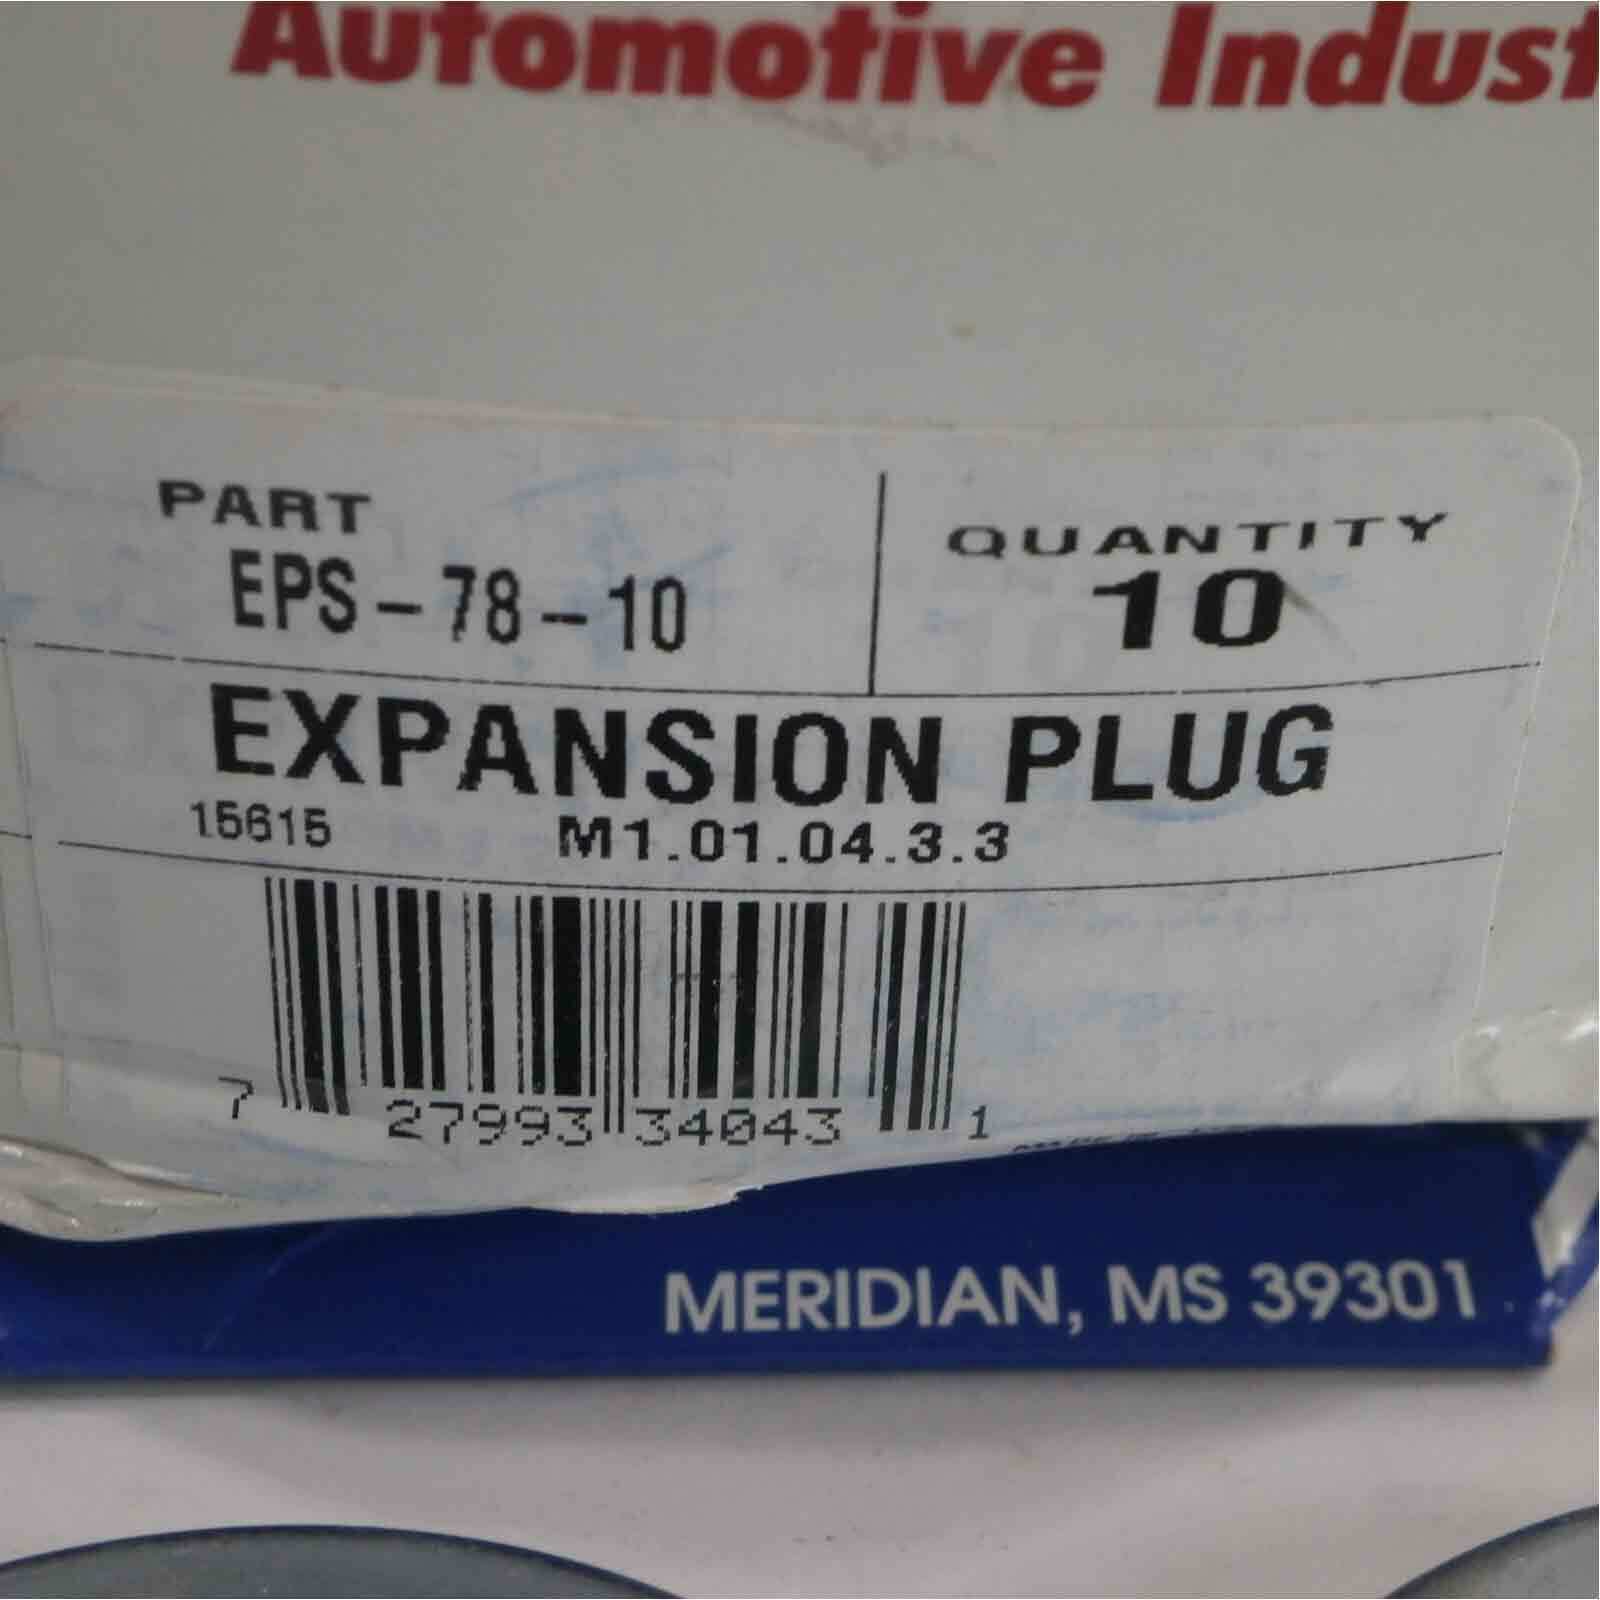 Automotive Indust
PART
EPS-78-10
QUANTITY
10
EXPANSION PLUG
15615 M1.01.04.3.3
7 27993 34043 1
MERIDIAN, MS 39301